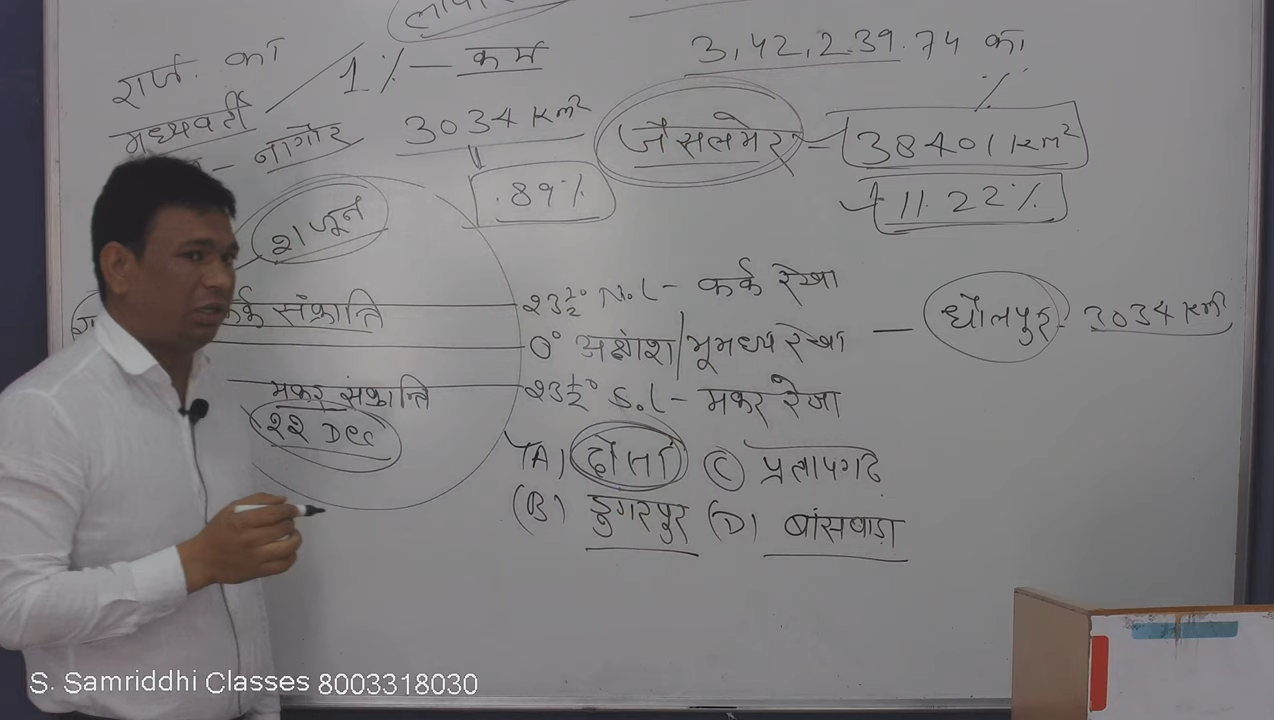 राज. का
मध्यवर्ती
नागौर
1% – कम
3034 Km²
.89%
3,42,239.74 का
%
जैसलमेर – 38401 Km²
11.22%
21 जून
कर्क संक्रान्ति
23½° N.L – कर्क रेखा
0° अक्षांश/भूमध्य रेखा – धौलपुर - 3034 Km²
23½° S.L – मकर रेखा
मकर संक्रान्ति
22 Dec
(A) दौसा (C) प्रतापगढ़
(B) डुंगरपुर (D) बांसवाड़ा
S. Samriddhi Classes 8003318030